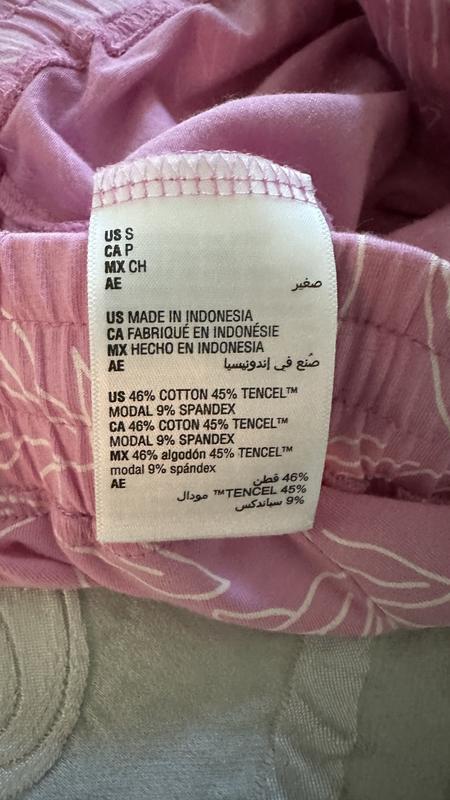 US S
CA P
MX CH
AE صغير
US MADE IN INDONESIA
CA FABRIQUÉ EN INDONÉSIE
MX HECHO EN INDONESIA
AE صُنع في إندونيسيا
US 46% COTTON 45% TENCEL™
MODAL 9% SPANDEX
CA 46% COTON 45% TENCEL™
MODAL 9% SPANDEX
MX 46% algodón 45% TENCEL™
modal 9% spándex
AE 46% قطن
45% TENCEL™ مودال
9% سباندكس